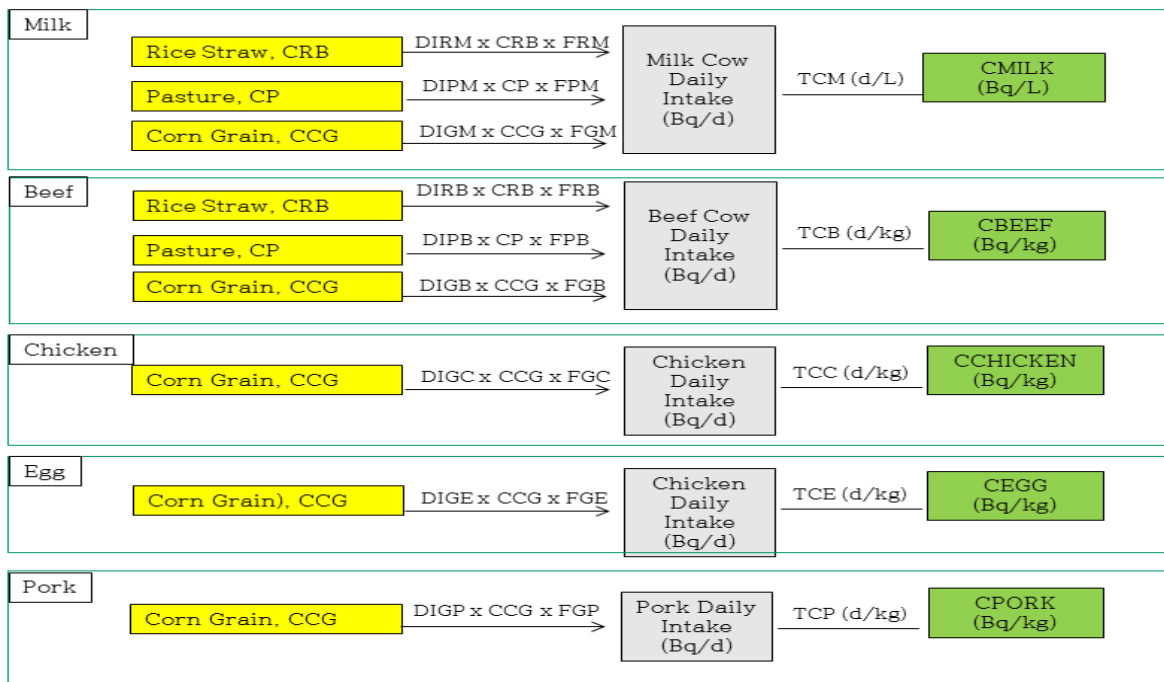 Milk
Rice Straw, CRB
DIRM x CRB x FRM
Pasture, CP
DIPM x CP x FPM
Corn Grain, CCG
DIGM x CCG x FGM
Milk Cow
Daily
Intake
(Bq/d)
TCM (d/L)
CMILK
(Bq/L)
Beef
Rice Straw, CRB
DIRB x CRB x FRB
Pasture, CP
DIPB x CP x FPB
Corn Grain, CCG
DIGB x CCG x FGB
Beef Cow
Daily
Intake
(Bq/d)
TCB (d/kg)
CBEEF
(Bq/kg)
Chicken
Corn Grain, CCG
DIGC x CCG x FGC
Chicken
Daily
Intake
(Bq/d)
TCC (d/kg)
CCHICKEN
(Bq/kg)
Egg
Corn Grain), CCG
DIGE x CCG x FGE
Chicken
Daily
Intake
(Bq/d)
TCE (d/kg)
CEGG
(Bq/kg)
Pork
Corn Grain, CCG
DIGP x CCG x FGP
Pork Daily
Intake
(Bq/d)
TCP (d/kg)
CPORK
(Bq/kg)